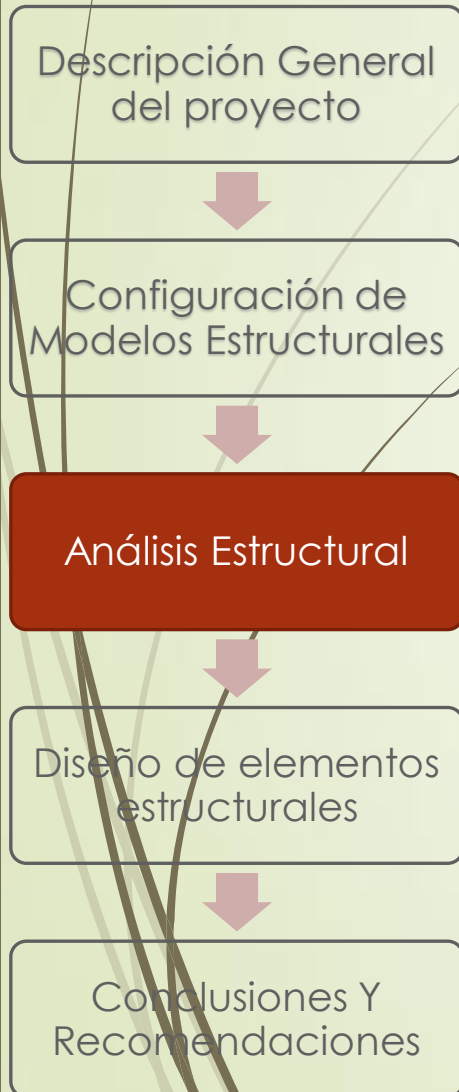 Descripción General
del proyecto
Configuración de
Modelos Estructurales
Análisis Estructural
Diseño de elementos
estructurales
Conclusiones Y
Recomendaciones